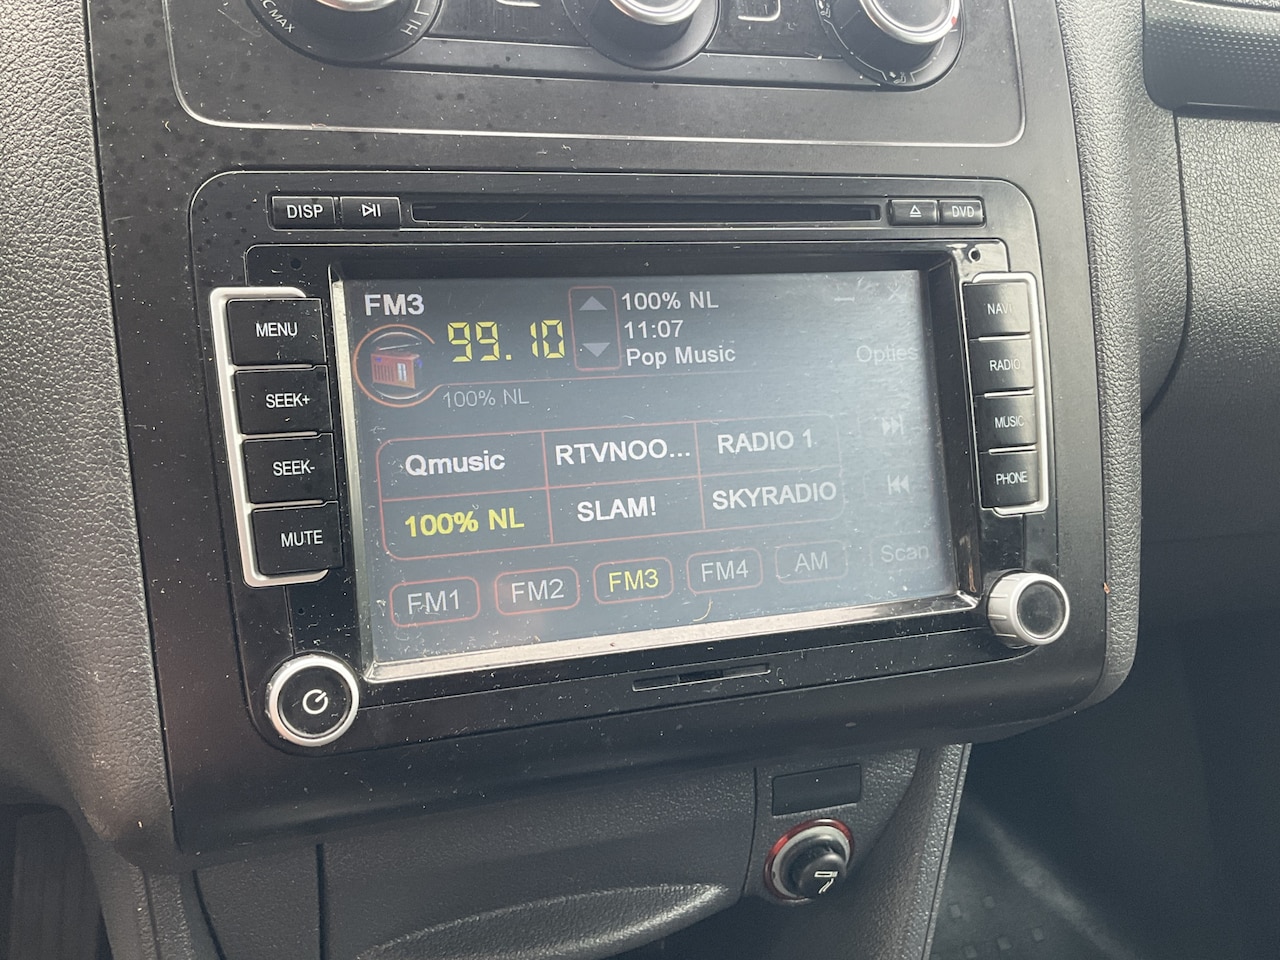 CMAX
HI
DISP
DVD
MENU
SEEK+
SEEK-
MUTE
FM3
99.10
100% NL
11:07
Pop Music
100% NL
Opties
Qmusic RTVNOO... RADIO 1
100% NL SLAM! SKYRADIO
FM1 FM2 FM3 FM4 AM Scan
NAVI
RADIO
MUSIC
PHONE